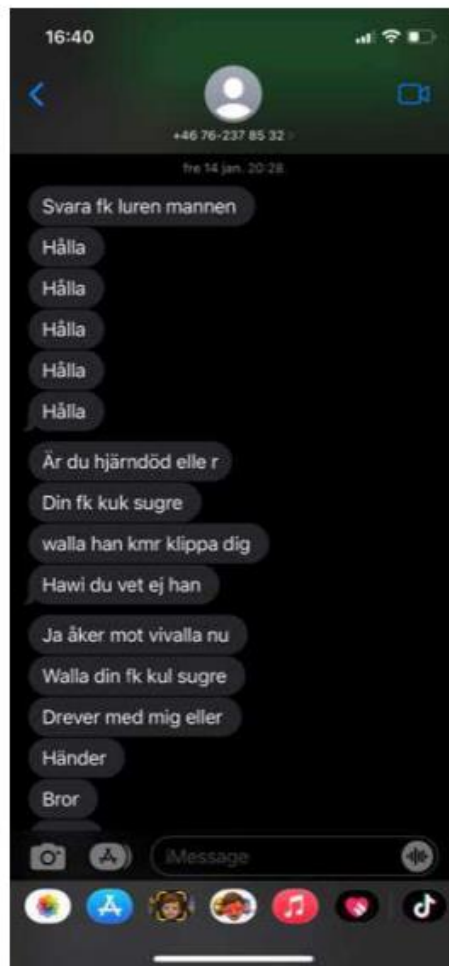 16:40
+46 76-237 85 32
fre 14 jan. 20:28
Svara fk luren mannen
Hålla
Hålla
Hålla
Hålla
Hålla
Är du hjärndöd elle r
Din fk kuk sugre
walla han kmr klippa dig
Hawi du vet ej han
Ja åker mot vivalla nu
Walla din fk kul sugre
Drever med mig eller
Händer
Bror
iMessage